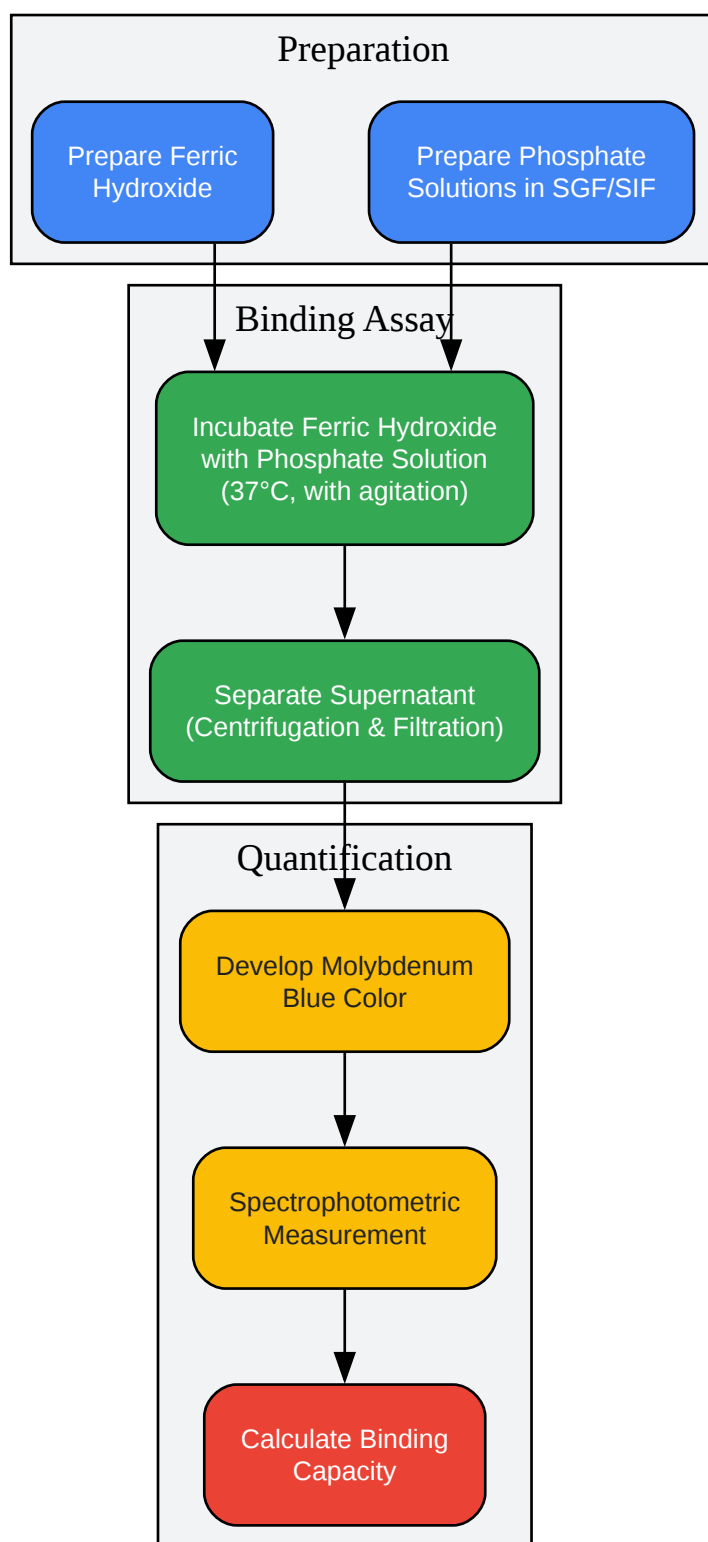 Preparation
Prepare Ferric
Hydroxide
Prepare Phosphate
Solutions in SGF/SIF
Binding Assay
Incubate Ferric Hydroxide
with Phosphate Solution
(37°C, with agitation)
Separate Supernatant
(Centrifugation & Filtration)
Quantification
Develop Molybdenum
Blue Color
Spectrophotometric
Measurement
Calculate Binding
Capacity